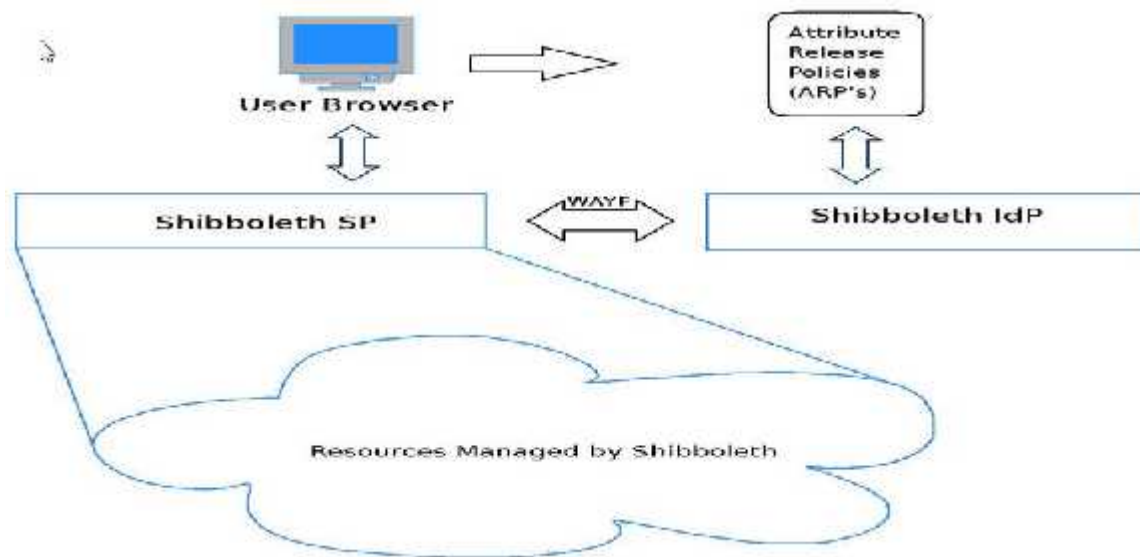 Attribute
Release
Policies
(ARP's)
User Browser
WAYF
Shibboleth SP
Shibboleth IdP
Resources Managed by Shibboleth